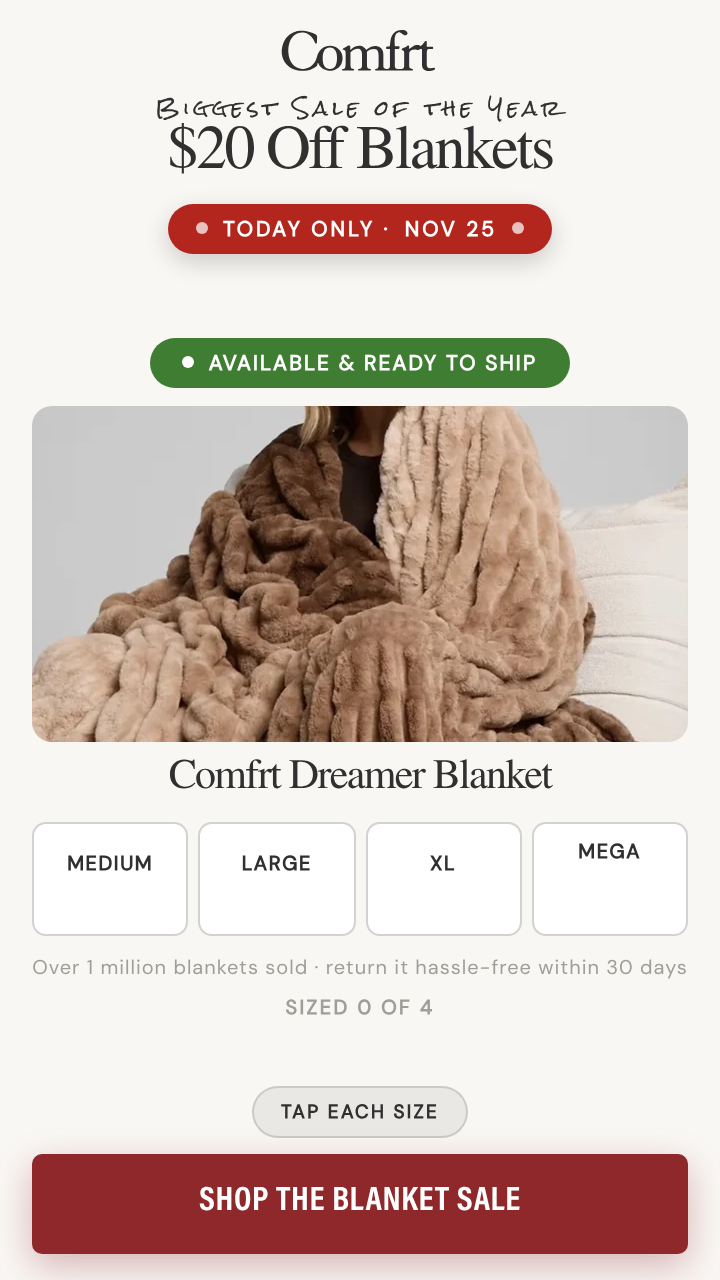 Comfrt
Biggest Sale of the Year
$20 Off Blankets
TODAY ONLY · NOV 25
AVAILABLE & READY TO SHIP
Comfrt Dreamer Blanket
MEDIUM LARGE XL MEGA
Over 1 million blankets sold · return it hassle-free within 30 days
SIZED 0 OF 4
TAP EACH SIZE
SHOP THE BLANKET SALE